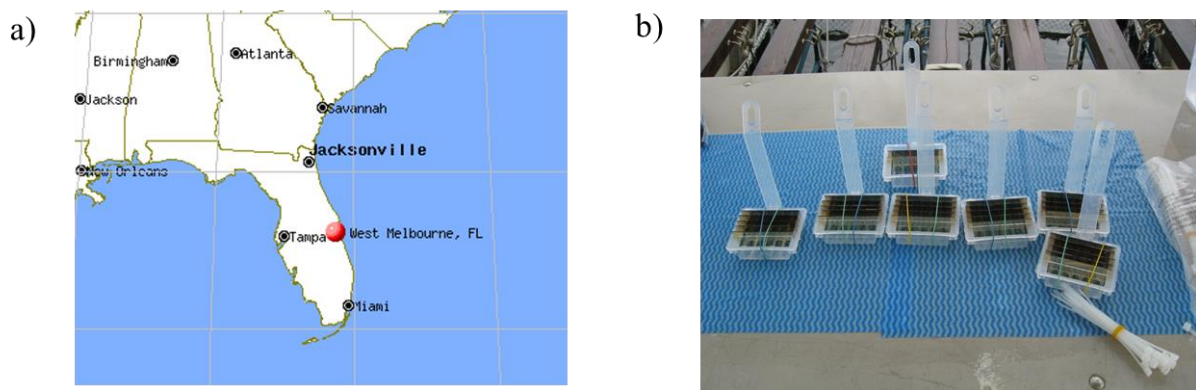 a)
b)
Atlanta
Birmingham
Jackson
Savannah
Jacksonville
New Orleans
Tampa
West Melbourne, FL
Miami